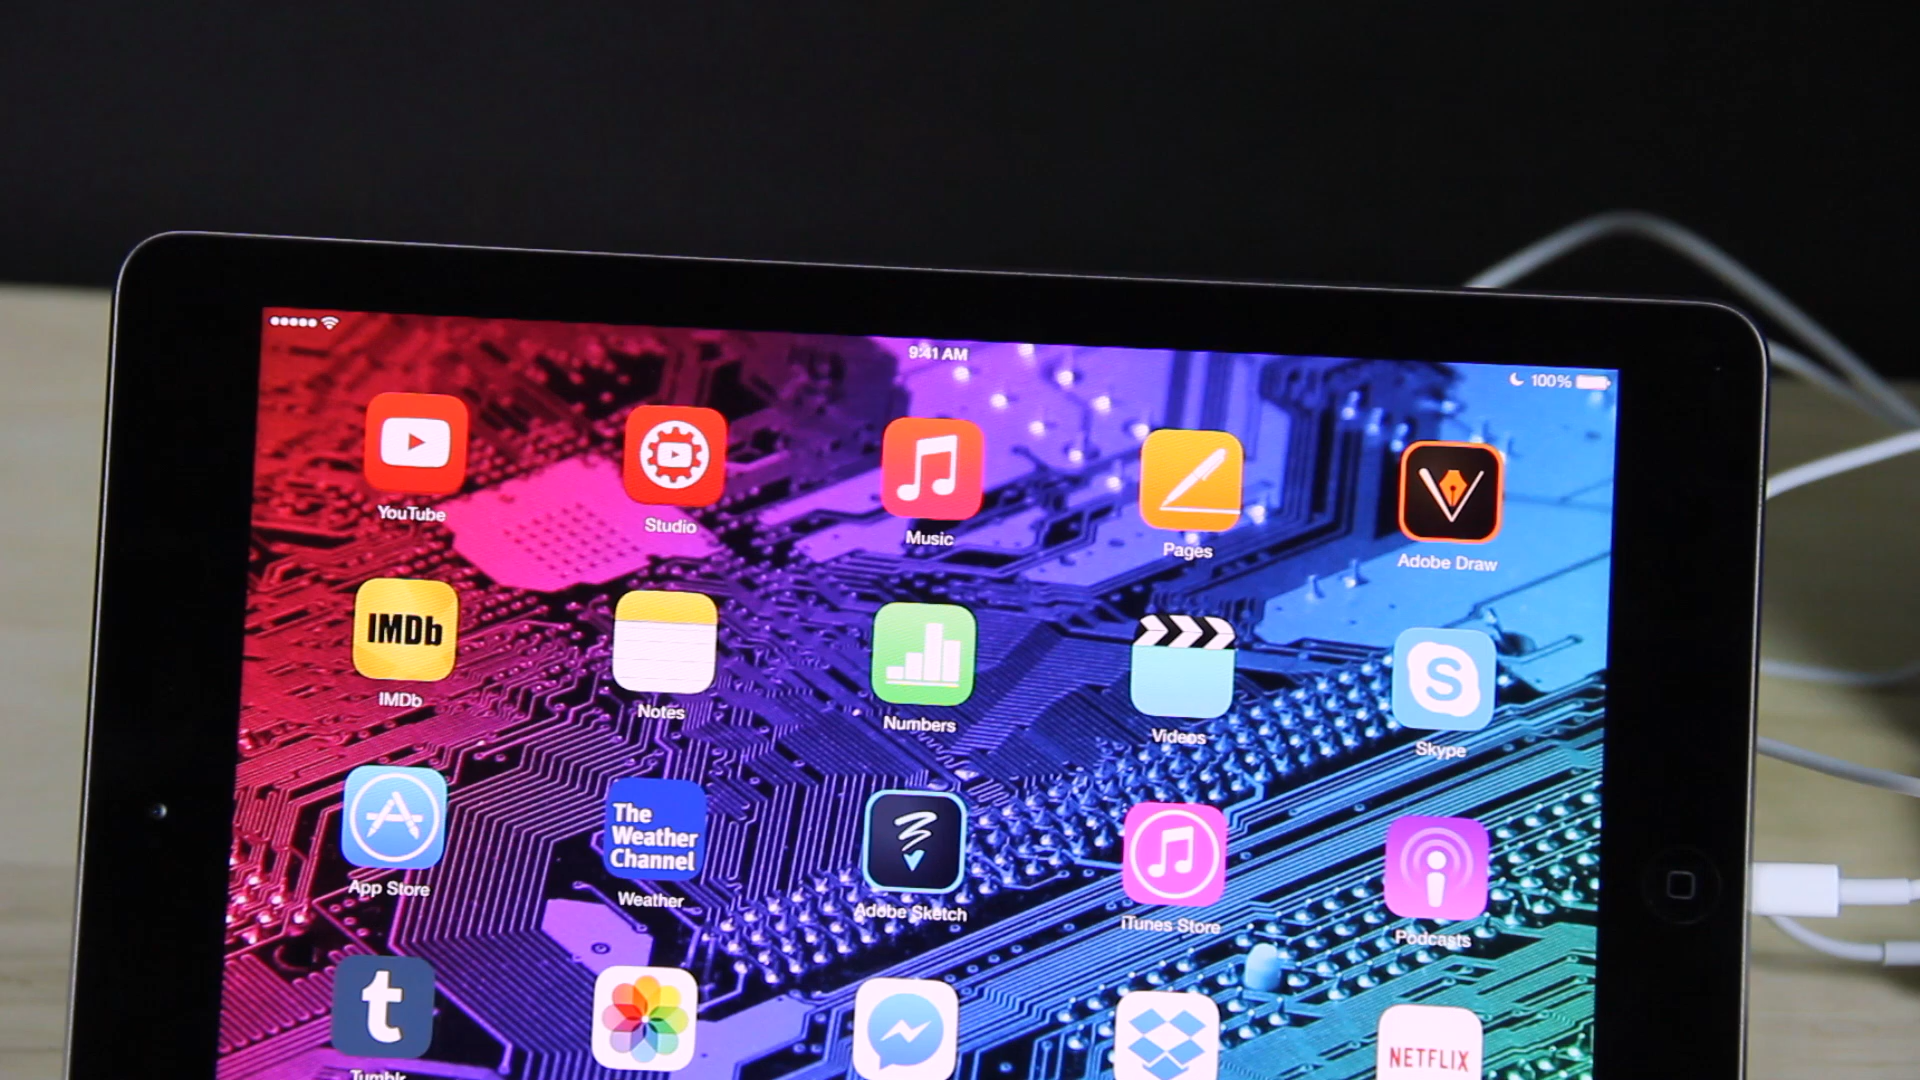 9:41 AM
100%
YouTube
Studio
Music
Pages
Adobe Draw
IMDb
IMDb
Notes
Numbers
Videos
Skype
The
Weather
Channel
App Store
Weather
Adobe Sketch
iTunes Store
Podcasts
t
NETFLIX
Tumblr